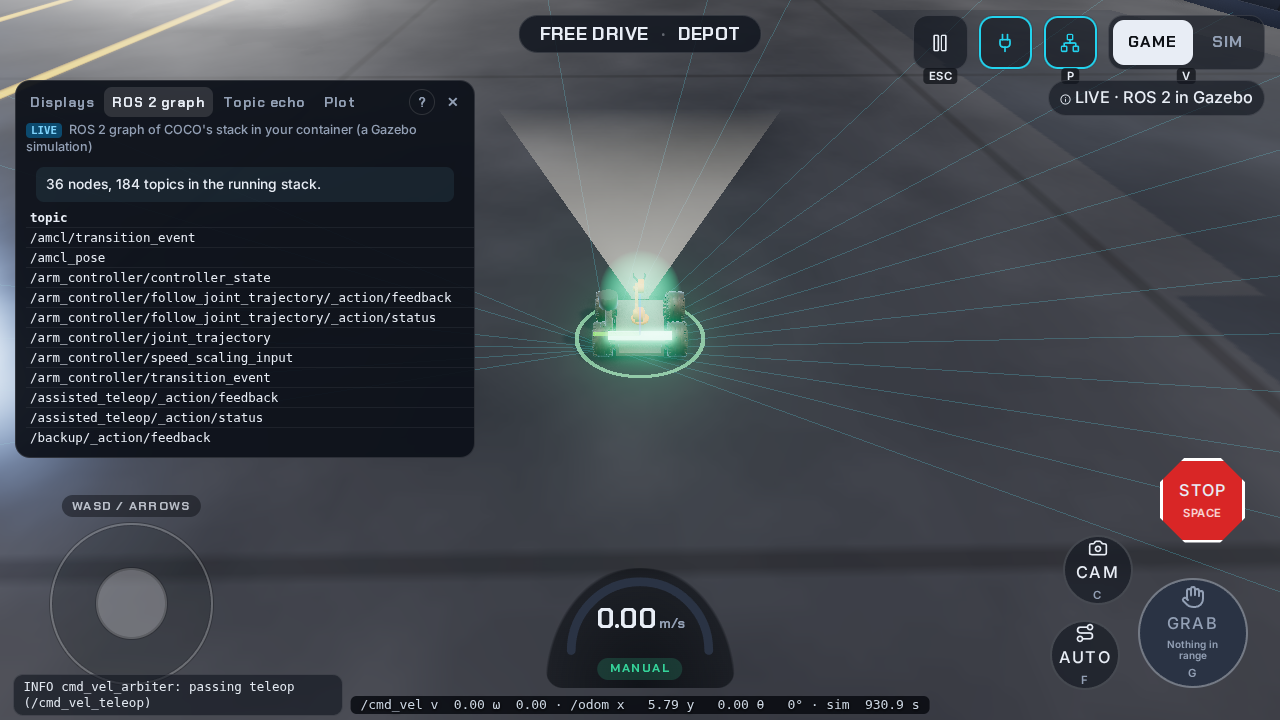 FREE DRIVE · DEPOT
ESC
P
GAME
SIM
V
LIVE · ROS 2 in Gazebo
Displays
ROS 2 graph
Topic echo
Plot
?
×
LIVE ROS 2 graph of COCO's stack in your container (a Gazebo
simulation)
36 nodes, 184 topics in the running stack.
topic
/amcl/transition_event
/amcl_pose
/arm_controller/controller_state
/arm_controller/follow_joint_trajectory/_action/feedback
/arm_controller/follow_joint_trajectory/_action/status
/arm_controller/joint_trajectory
/arm_controller/speed_scaling_input
/arm_controller/transition_event
/assisted_teleop/_action/feedback
/assisted_teleop/_action/status
/backup/_action/feedback
WASD / ARROWS
STOP
SPACE
CAM
C
GRAB
Nothing in
range
G
AUTO
F
0.00 m/s
MANUAL
INFO cmd_vel_arbiter: passing teleop
(/cmd_vel_teleop)
/cmd_vel v 0.00 ω 0.00 · /odom x 5.79 y 0.00 θ 0° · sim 930.9 s